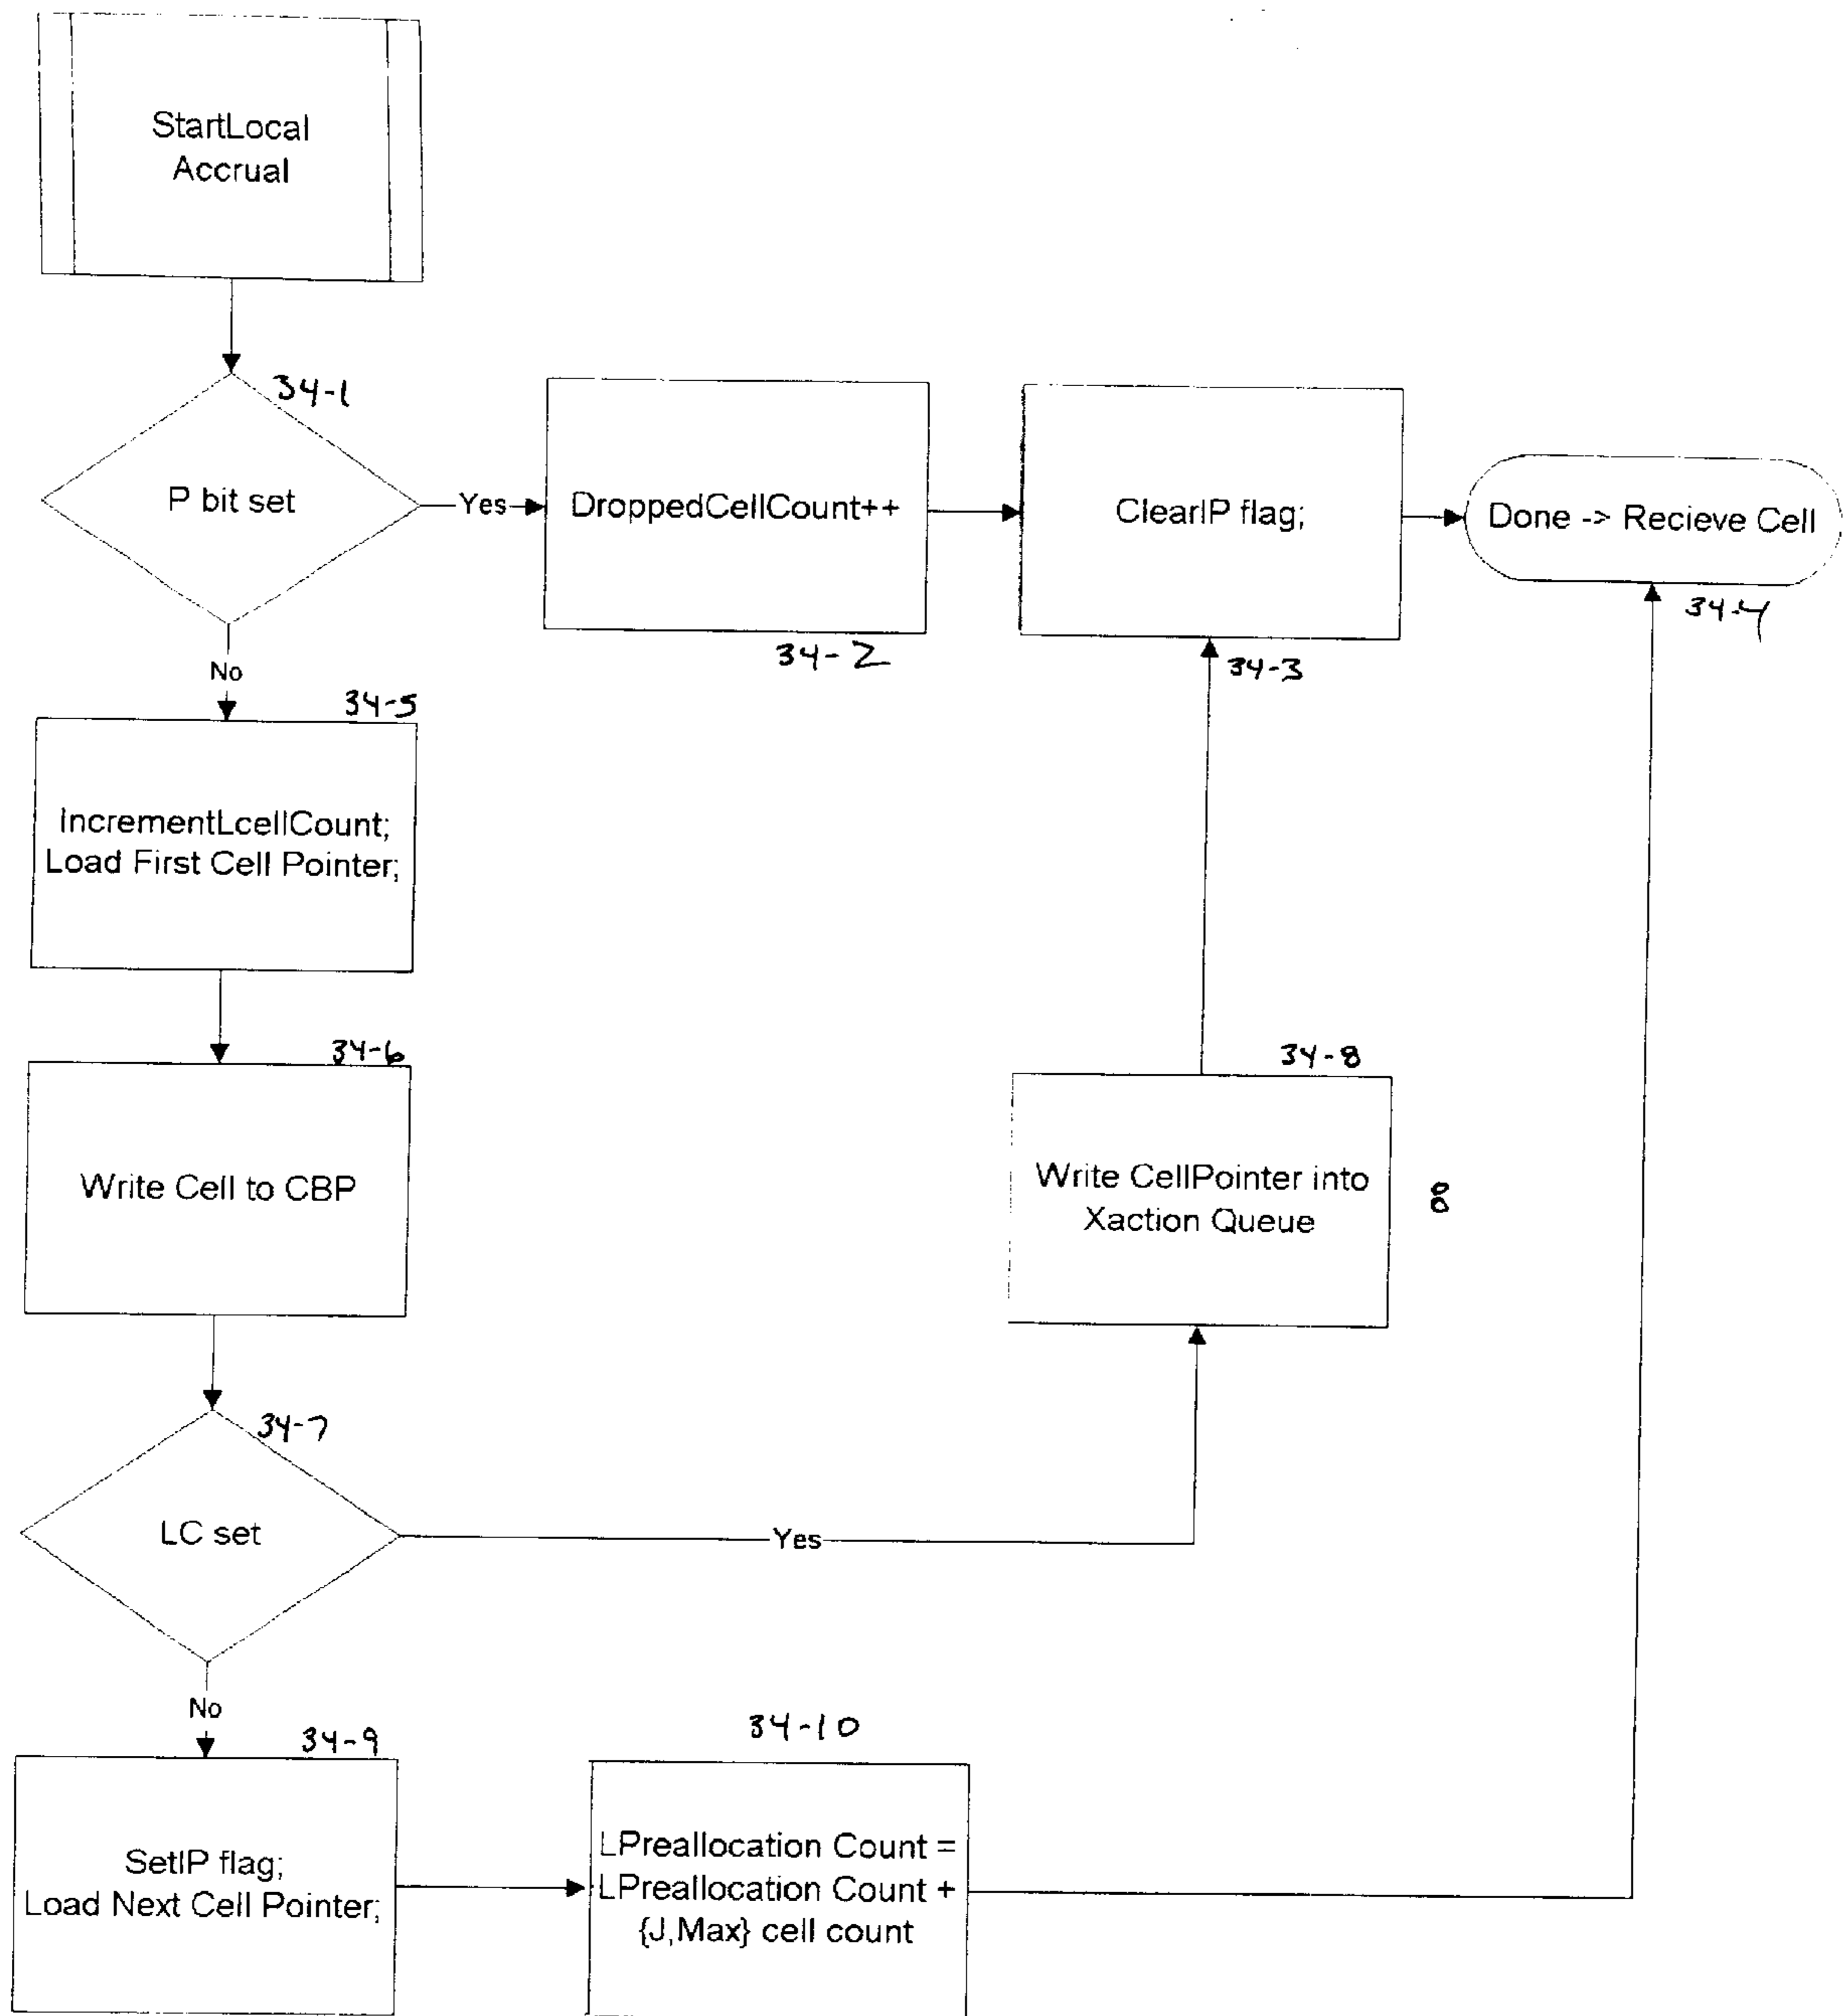 StartLocal
Accrual
34-1
P bit set
Yes
DroppedCellCount++
34-2
ClearIP flag;
34-3
Done -> Recieve Cell
34-4
No
34-5
IncrementLcellCount;
Load First Cell Pointer;
34-6
Write Cell to CBP
34-8
Write CellPointer into
Xaction Queue
8
34-7
LC set
Yes
No
34-9
SetIP flag;
Load Next Cell Pointer;
34-10
LPreallocation Count =
LPreallocation Count +
{J,Max} cell count